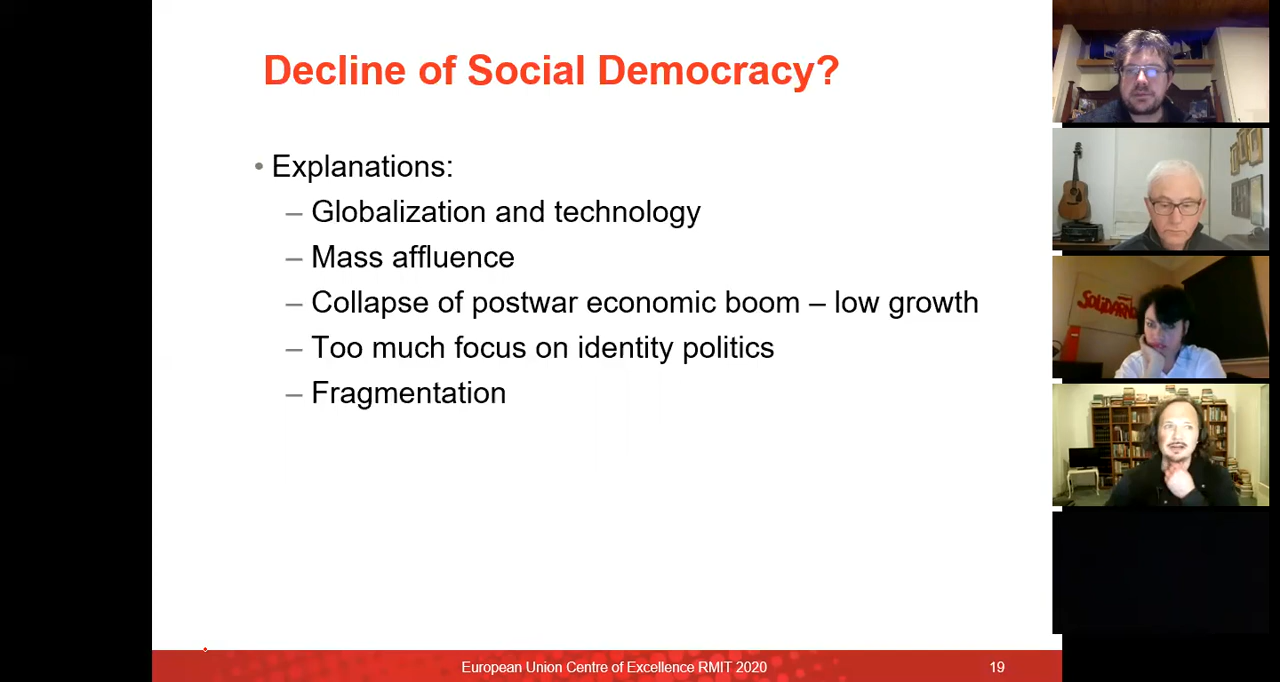 Decline of Social Democracy?
• Explanations:
– Globalization and technology
– Mass affluence
– Collapse of postwar economic boom – low growth
– Too much focus on identity politics
– Fragmentation
European Union Centre of Excellence RMIT 2020
19